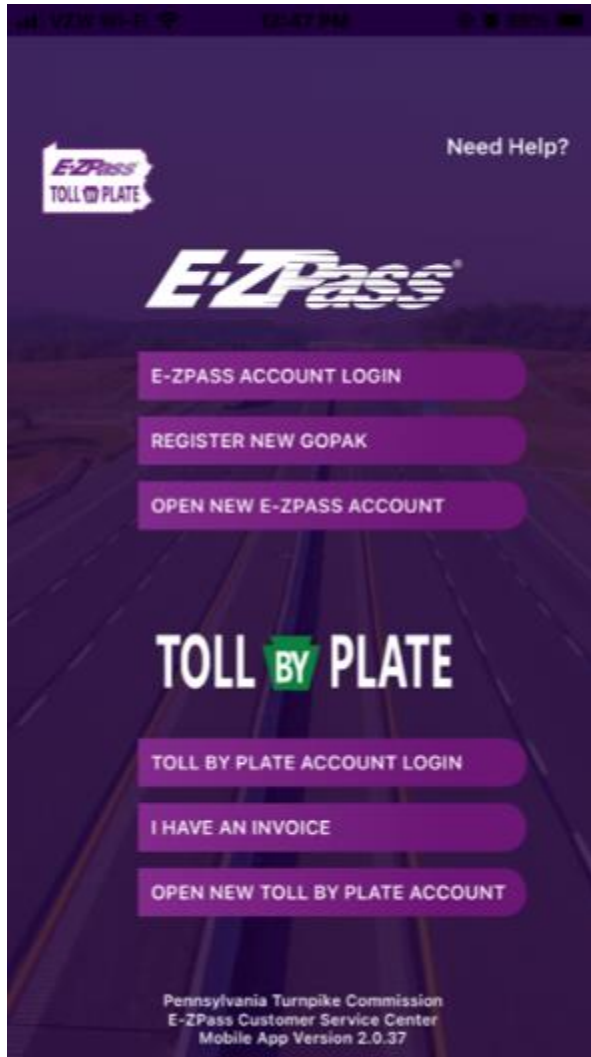 Need Help?
E-ZPass
TOLL BY PLATE
E-ZPass®
E-ZPASS ACCOUNT LOGIN
REGISTER NEW GOPAK
OPEN NEW E-ZPASS ACCOUNT
TOLL BY PLATE
TOLL BY PLATE ACCOUNT LOGIN
I HAVE AN INVOICE
OPEN NEW TOLL BY PLATE ACCOUNT
Pennsylvania Turnpike Commission
E-ZPass Customer Service Center
Mobile App Version 2.0.37